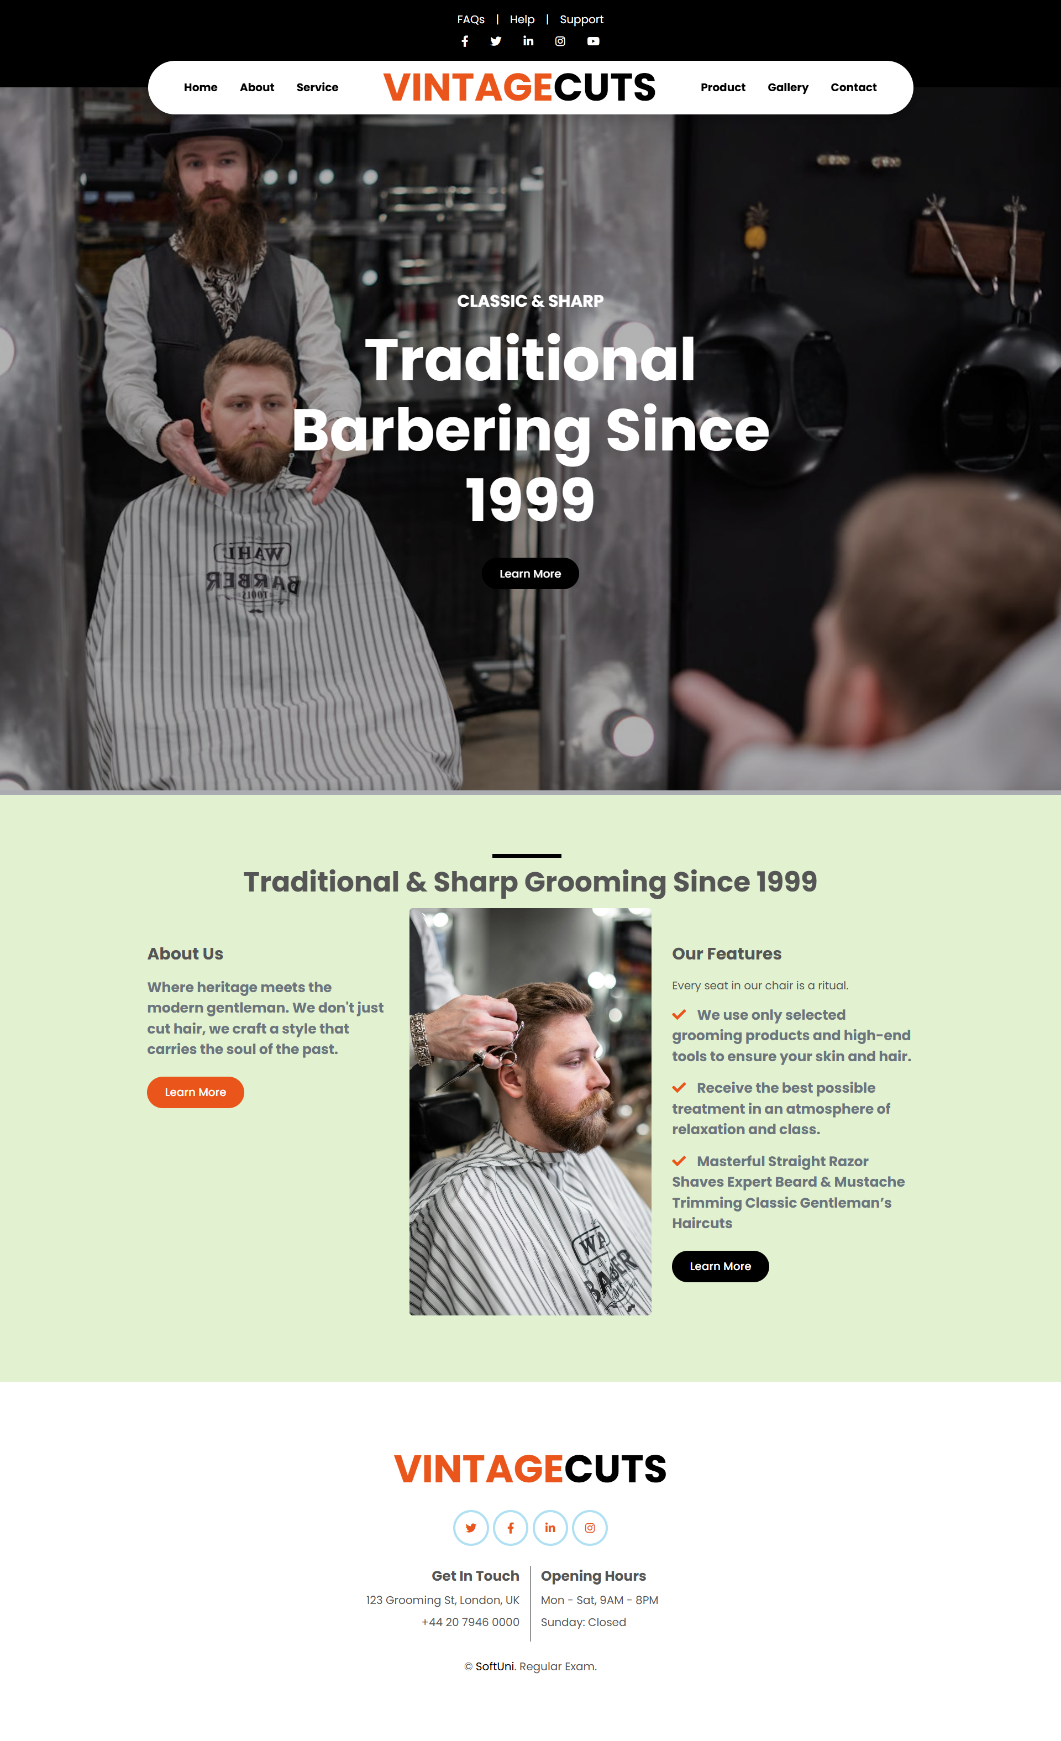 FAQs | Help | Support
Home About Service VINTAGECUTS Product Gallery Contact
CLASSIC & SHARP
Traditional
Barbering Since
1999
WAHL
BARBER
TOOLS
Learn More
Traditional & Sharp Grooming Since 1999
About Us
Where heritage meets the
modern gentleman. We don't just
cut hair, we craft a style that
carries the soul of the past.
Learn More
WA
BARBER
Our Features
Every seat in our chair is a ritual.
We use only selected
grooming products and high-end
tools to ensure your skin and hair.
Receive the best possible
treatment in an atmosphere of
relaxation and class.
Masterful Straight Razor
Shaves Expert Beard & Mustache
Trimming Classic Gentleman’s
Haircuts
Learn More
VINTAGECUTS
Get In Touch
123 Grooming St, London, UK
+44 20 7946 0000
Opening Hours
Mon - Sat, 9AM - 8PM
Sunday: Closed
© SoftUni. Regular Exam.